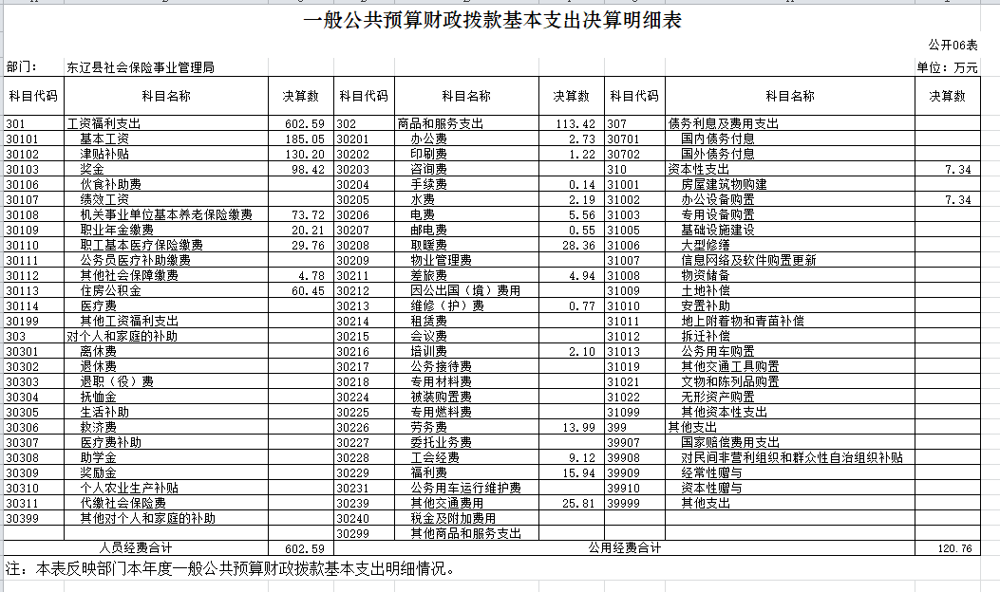 一般公共预算财政拨款基本支出决算明细表
公开06表
部门： 东辽县社会保险事业管理局 单位：万元
科目代码 科目名称 决算数 科目代码 科目名称 决算数 科目代码 科目名称 决算数
301 工资福利支出 602.59 302 商品和服务支出 113.42 307 债务利息及费用支出
30101 基本工资 185.05 30201 办公费 2.73 30701 国内债务付息
30102 津贴补贴 130.20 30202 印刷费 1.22 30702 国外债务付息
30103 奖金 98.42 30203 咨询费 310 资本性支出 7.34
30106 伙食补助费 30204 手续费 0.14 31001 房屋建筑物购建
30107 绩效工资 30205 水费 2.19 31002 办公设备购置 7.34
30108 机关事业单位基本养老保险缴费 73.72 30206 电费 5.56 31003 专用设备购置
30109 职业年金缴费 20.21 30207 邮电费 0.55 31005 基础设施建设
30110 职工基本医疗保险缴费 29.76 30208 取暖费 28.36 31006 大型修缮
30111 公务员医疗补助缴费 30209 物业管理费 31007 信息网络及软件购置更新
30112 其他社会保障缴费 4.78 30211 差旅费 4.94 31008 物资储备
30113 住房公积金 60.45 30212 因公出国（境）费用 31009 土地补偿
30114 医疗费 30213 维修（护）费 0.77 31010 安置补助
30199 其他工资福利支出 30214 租赁费 31011 地上附着物和青苗补偿
303 对个人和家庭的补助 30215 会议费 31012 拆迁补偿
30301 离休费 30216 培训费 2.10 31013 公务用车购置
30302 退休费 30217 公务接待费 31019 其他交通工具购置
30303 退职（役）费 30218 专用材料费 31021 文物和陈列品购置
30304 抚恤金 30224 被装购置费 31022 无形资产购置
30305 生活补助 30225 专用燃料费 31099 其他资本性支出
30306 救济费 30226 劳务费 13.99 399 其他支出
30307 医疗费补助 30227 委托业务费 39907 国家赔偿费用支出
30308 助学金 30228 工会经费 9.12 39908 对民间非营利组织和群众性自治组织补贴
30309 奖励金 30229 福利费 15.94 39909 经常性赠与
30310 个人农业生产补贴 30231 公务用车运行维护费 39910 资本性赠与
30311 代缴社会保险费 30239 其他交通费用 25.81 39999 其他支出
30399 其他对个人和家庭的补助 30240 税金及附加费用
30299 其他商品和服务支出
人员经费合计 602.59 公用经费合计 120.76
注：本表反映部门本年度一般公共预算财政拨款基本支出明细情况。